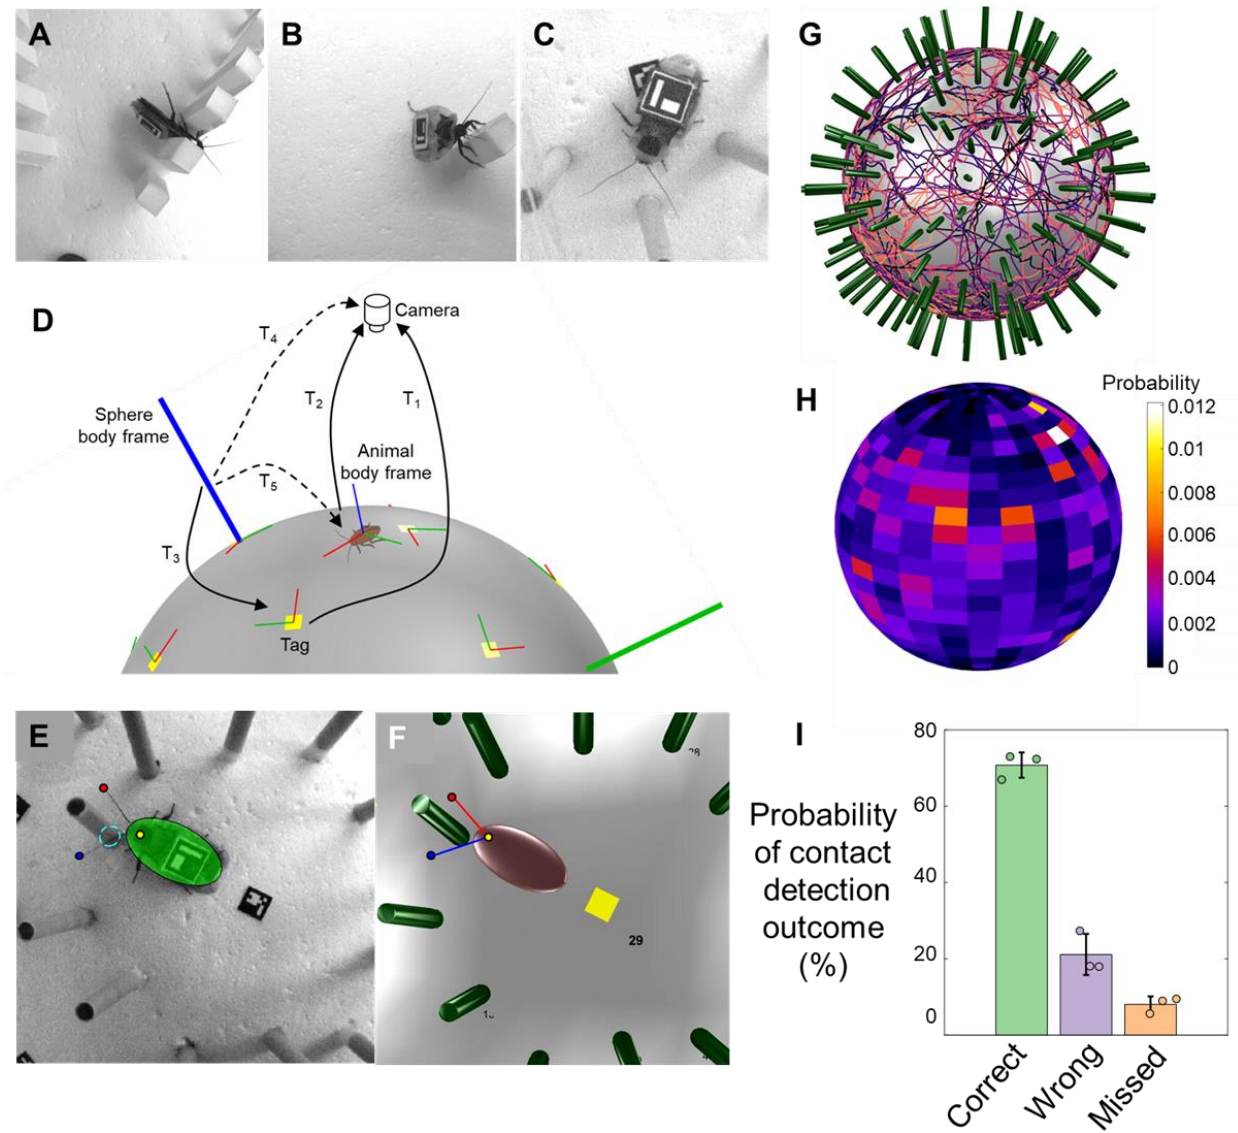 A
B
C
G
D
Camera
T4
T2
T1
Sphere
body frame
Animal
body frame
T5
T3
Tag
H
Probability
0.012
0.01
0.008
0.006
0.004
0.002
0
E
F
29
I
Probability
of contact
detection
outcome
(%)
80
60
40
20
0
Correct
Wrong
Missed